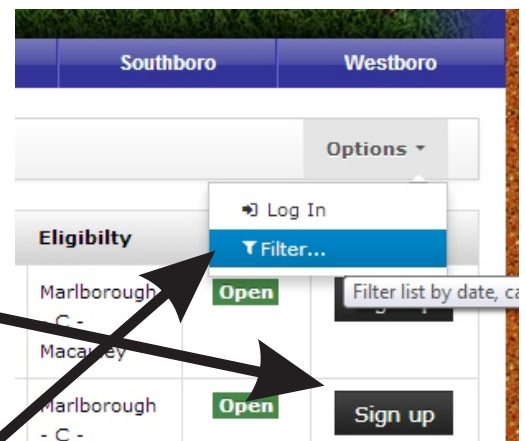 Southboro Westboro
Options
Log In
Eligibilty
Filter...
Marlborough Open Filter list by date, ca
- C -
Macauley
Marlborough Open Sign up
- C -